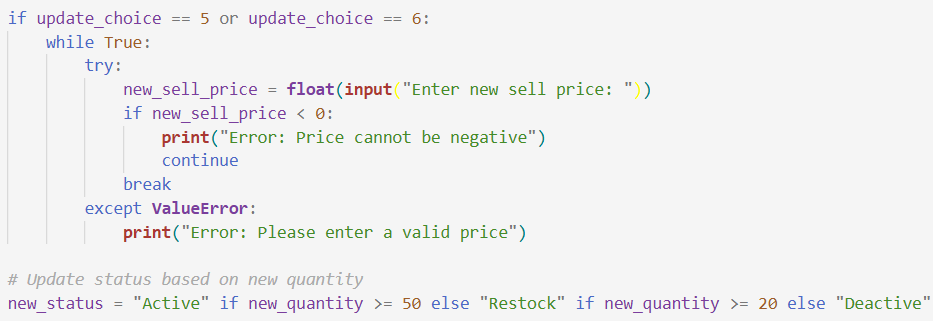 if update_choice == 5 or update_choice == 6:
    while True:
        try:
            new_sell_price = float(input("Enter new sell price: "))
            if new_sell_price < 0:
                print("Error: Price cannot be negative")
                continue
            break
        except ValueError:
            print("Error: Please enter a valid price")

# Update status based on new quantity
new_status = "Active" if new_quantity >= 50 else "Restock" if new_quantity >= 20 else "Deactive"